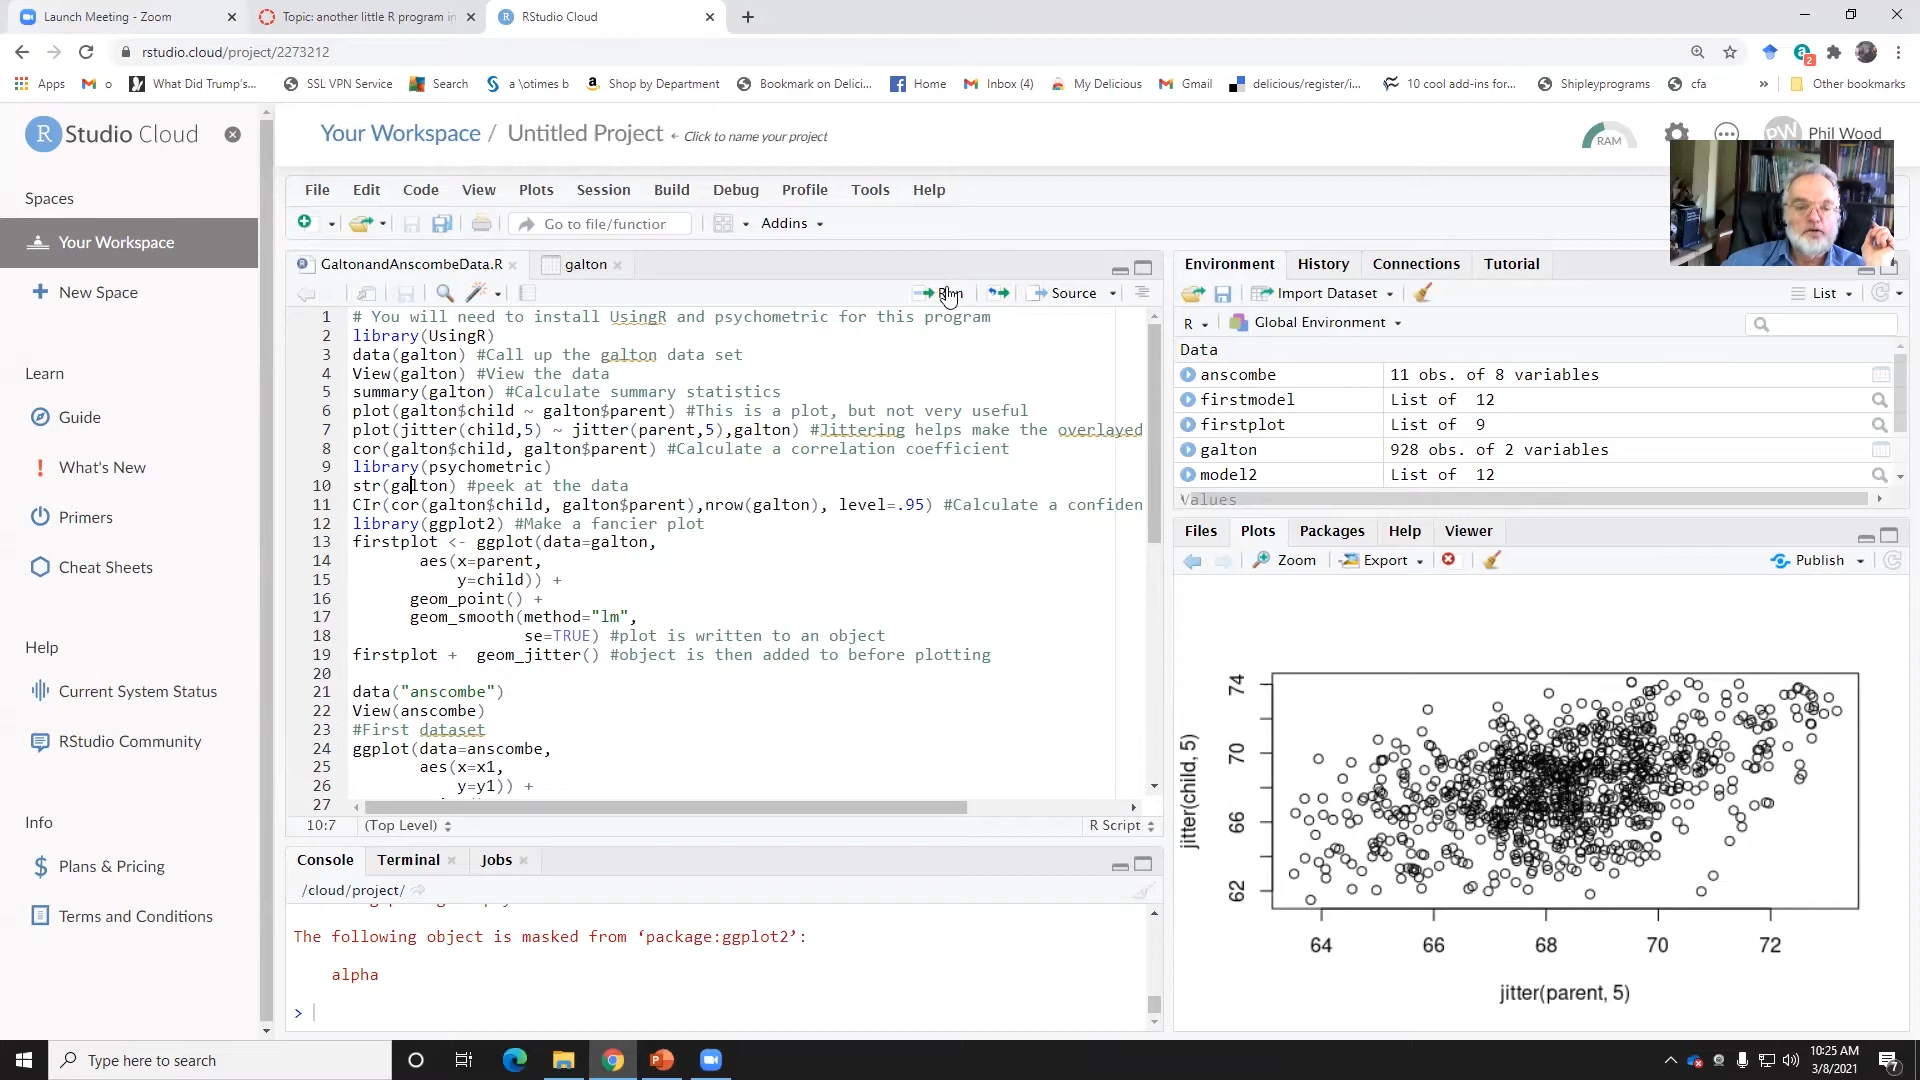 Launch Meeting - Zoom
Topic: another little R program in
RStudio Cloud
rstudio.cloud/project/2273212
2
Apps
o
What Did Trump's...
SSL VPN Service
Search
a \otimes b
Shop by Department
Bookmark on Delici...
Home
Inbox (4)
My Delicious
Gmail
delicious/register/i...
10 cool add-ins for...
Shipleyprograms
cfa
»
Other bookmarks
R Studio Cloud
Your Workspace / Untitled Project ← Click to name your project
RAM
PW
Phil Wood
Spaces
Your Workspace
New Space
Learn
Guide
What's New
Primers
Cheat Sheets
Help
Current System Status
RStudio Community
Info
Plans & Pricing
Terms and Conditions
File Edit Code View Plots Session Build Debug Profile Tools Help
Go to file/function
Addins
GaltonandAnscombeData.R
galton
Run
Source
1 # You will need to install UsingR and psychometric for this program
2 library(UsingR)
3 data(galton) #Call up the galton data set
4 View(galton) #View the data
5 summary(galton) #Calculate summary statistics
6 plot(galton$child ~ galton$parent) #This is a plot, but not very useful
7 plot(jitter(child,5) ~ jitter(parent,5),galton) #Jittering helps make the overlayed
8 cor(galton$child, galton$parent) #Calculate a correlation coefficient
9 library(psychometric)
10 str(galton) #peek at the data
11 CIr(cor(galton$child, galton$parent),nrow(galton), level=.95) #Calculate a confiden
12 library(ggplot2) #Make a fancier plot
13 firstplot <- ggplot(data=galton,
14 aes(x=parent,
15 y=child)) +
16 geom_point() +
17 geom_smooth(method="lm",
18 se=TRUE) #plot is written to an object
19 firstplot + geom_jitter() #object is then added to before plotting
20
21 data("anscombe")
22 View(anscombe)
23 #First dataset
24 ggplot(data=anscombe,
25 aes(x=x1,
26 y=y1)) +
27
10:7 (Top Level) R Script
Console Terminal Jobs
/cloud/project/
The following object is masked from ‘package:ggplot2’:
alpha
>
Environment History Connections Tutorial
Import Dataset
List
R
Global Environment
Data
anscombe 11 obs. of 8 variables
firstmodel List of 12
firstplot List of 9
galton 928 obs. of 2 variables
model2 List of 12
Values
Files Plots Packages Help Viewer
Zoom Export Publish
jitter(child, 5)
74
70
66
62
64 66 68 70 72
jitter(parent, 5)
Type here to search
10:25 AM
3/8/2021
7